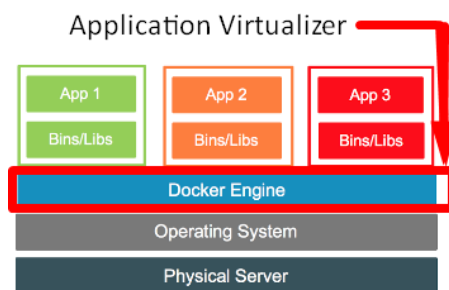 Application Virtualizer
App 1 App 2 App 3
Bins/Libs Bins/Libs Bins/Libs
Docker Engine
Operating System
Physical Server